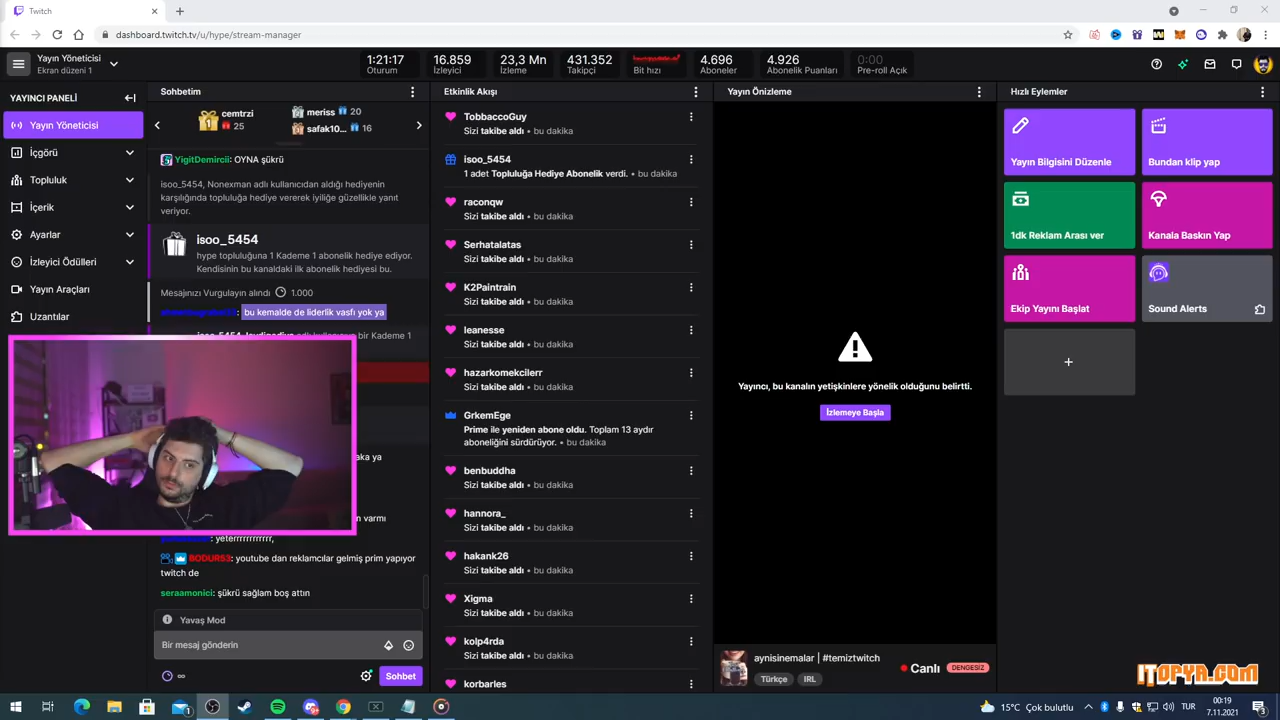 Twitch
dashboard.twitch.tv/u/hype/stream-manager
Yayın Yöneticisi
Ekran düzeni 1
1:21:17
Oturum
16.859
İzleyici
23,3 Mn
İzleme
431.352
Takipçi
Bit hızı
4.696
Aboneler
4.926
Abonelik Puanları
0:00
Pre-roll Açık
YAYINCI PANELİ
Yayın Yöneticisi
İçgörü
Topluluk
İçerik
Ayarlar
İzleyici Ödülleri
Yayın Araçları
Uzantılar
Sohbetim
1
cemtrzi
25
meriss 20
safak10... 16
YigitDemircii: OYNA şükrü
isoo_5454, Nonexman adlı kullanıcıdan aldığı hediyenin
karşılığında topluluğa hediye vererek iyiliğe güzellikle yanıt
veriyor.
isoo_5454
hype topluluğuna 1 Kademe 1 abonelik hediye ediyor.
Kendisinin bu kanaldaki ilk abonelik hediyesi bu.
Mesajınızı Vurgulayın alındı 1.000
bu kemalde de liderlik vasfı yok ya
bir Kademe 1
aka ya
n varmı
yeterrrrrrrrrrr,
BODUR53: youtube dan reklamcılar gelmiş prim yapıyor
twitch de
seraamonici: şükrü sağlam boş attın
Yavaş Mod
Bir mesaj gönderin
∞
Sohbet
Etkinlik Akışı
TobbaccoGuy
Sizi takibe aldı • bu dakika
isoo_5454
1 adet Topluluğa Hediye Abonelik verdi. • bu dakika
raconqw
Sizi takibe aldı • bu dakika
Serhatalatas
Sizi takibe aldı • bu dakika
K2Paintrain
Sizi takibe aldı • bu dakika
leanesse
Sizi takibe aldı • bu dakika
hazarkomekcilerr
Sizi takibe aldı • bu dakika
GrkemEge
Prime ile yeniden abone oldu. Toplam 13 aydır
aboneliğini sürdürüyor. • bu dakika
benbuddha
Sizi takibe aldı • bu dakika
hannora_
Sizi takibe aldı • bu dakika
hakank26
Sizi takibe aldı • bu dakika
Xigma
Sizi takibe aldı • bu dakika
kolp4rda
Sizi takibe aldı • bu dakika
korbarles
Yayın Önizleme
Yayıncı, bu kanalın yetişkinlere yönelik olduğunu belirtti.
İzlemeye Başla
aynisinemalar | #temiztwitch
Türkçe
IRL
Canlı
DENGESİZ
Hızlı Eylemler
Yayın Bilgisini Düzenle
Bundan klip yap
1dk Reklam Arası ver
Kanala Baskın Yap
Ekip Yayını Başlat
Sound Alerts
+
ITOPYA.COM
15°C Çok bulutlu
TUR
00:19
7.11.2021